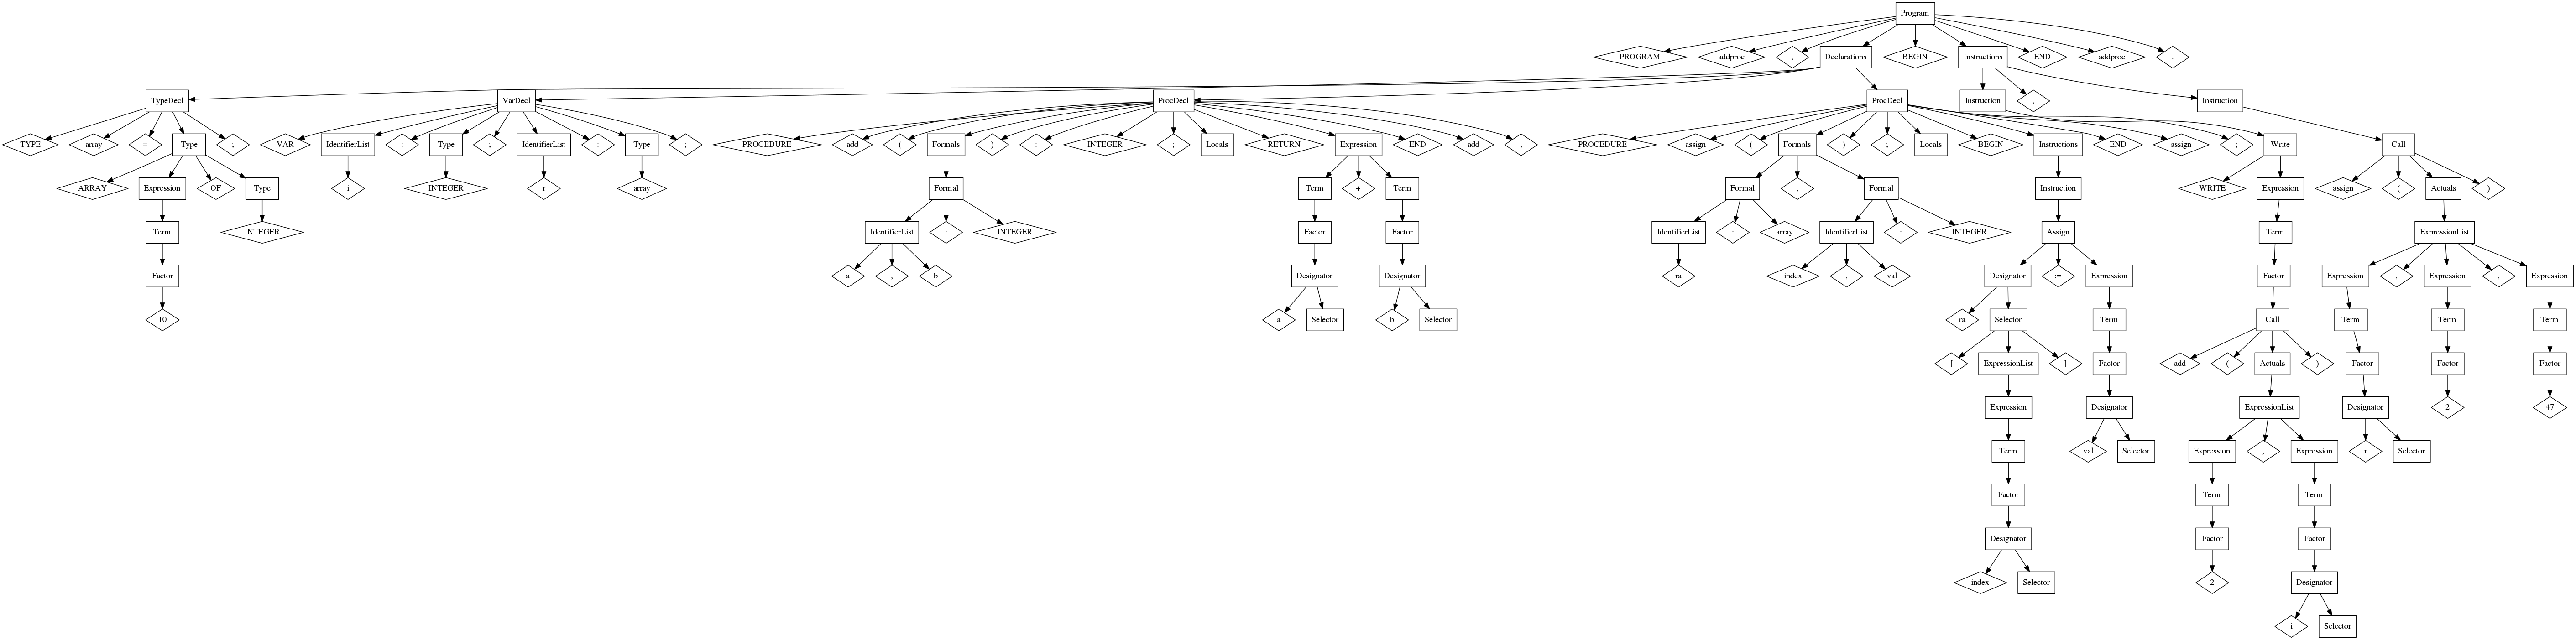 Program
PROGRAM addproc ; Declarations BEGIN Instructions END addproc .
TypeDecl VarDecl ProcDecl ProcDecl Instruction ; Instruction
TYPE array = Type ; VAR IdentifierList : Type ; IdentifierList : Type ; PROCEDURE add ( Formals ) : INTEGER ; Locals RETURN Expression END add ; PROCEDURE assign ( Formals ) ; Locals BEGIN Instructions END assign ; Write Call
ARRAY Expression OF Type i INTEGER r array Formal Term + Term Formal ; Formal Instruction WRITE Expression assign ( Actuals )
Term INTEGER IdentifierList : INTEGER Factor Factor IdentifierList : array IdentifierList : INTEGER Assign Term ExpressionList
Factor a , b Designator Designator ra index , val Designator := Expression Factor Expression , Expression , Expression
10 a Selector b Selector ra Selector Term Call Term Term Term
[ ExpressionList ] Factor add ( Actuals ) Factor Factor Factor
Expression Designator ExpressionList Designator 2 47
Term val Selector Expression , Expression r Selector
Factor Term Term
Designator Factor Factor
index Selector 2 Designator
i Selector